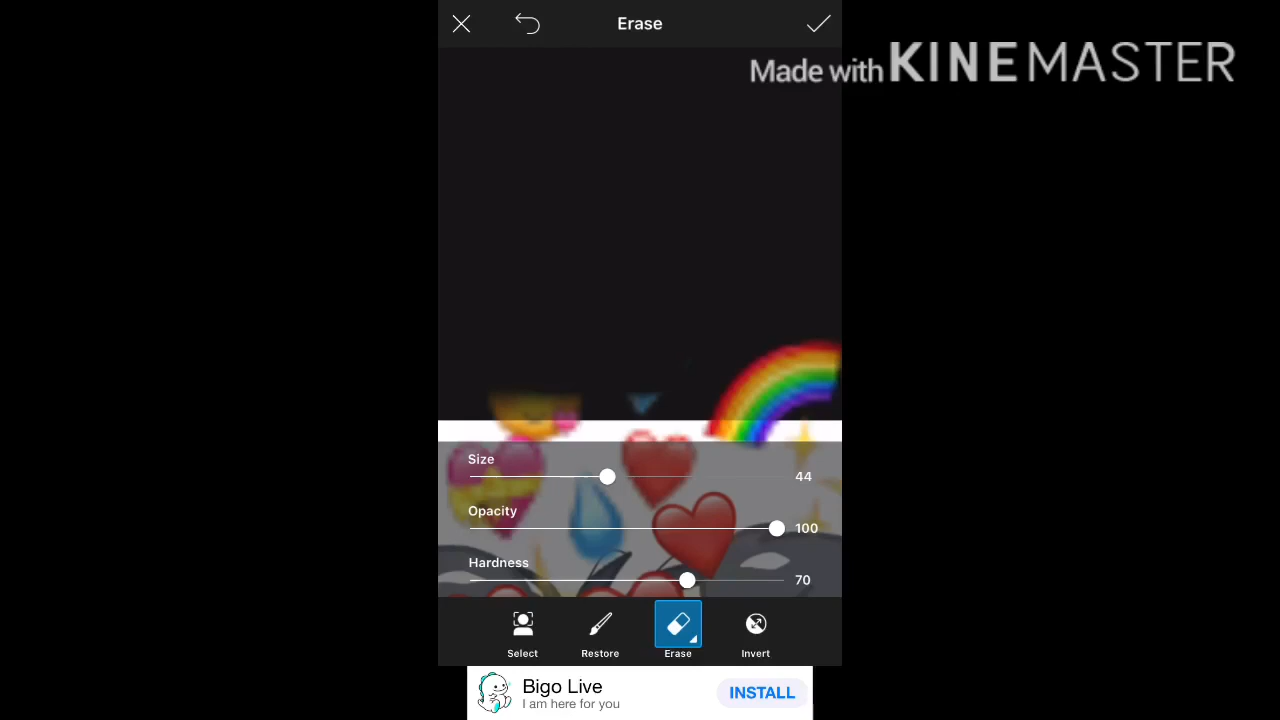 Erase
Made with KINEMASTER
Size
44
Opacity
100
Hardness
70
Select Restore Erase Invert
Bigo Live
I am here for you
INSTALL